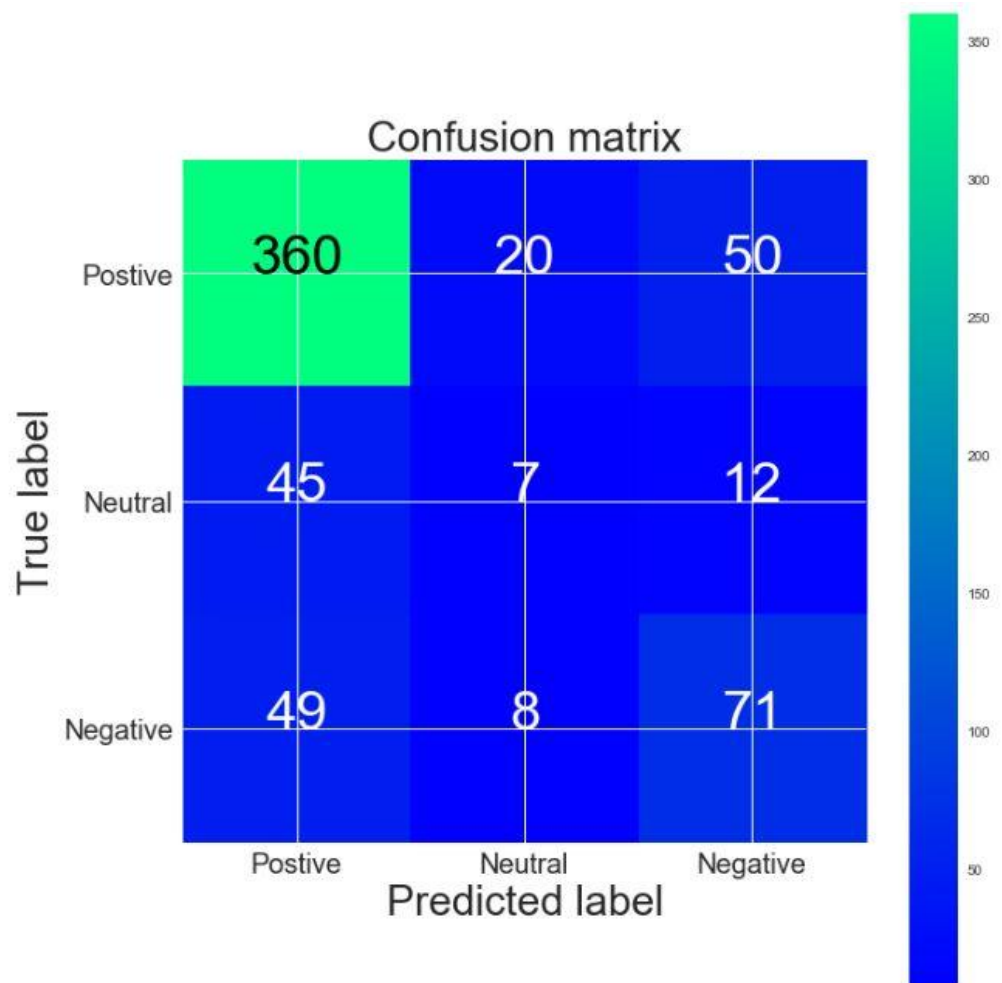 Confusion matrix
True label
Postive 360 20 50
Neutral 45 7 12
Negative 49 8 71
Postive Neutral Negative
Predicted label
350
300
250
200
150
100
50